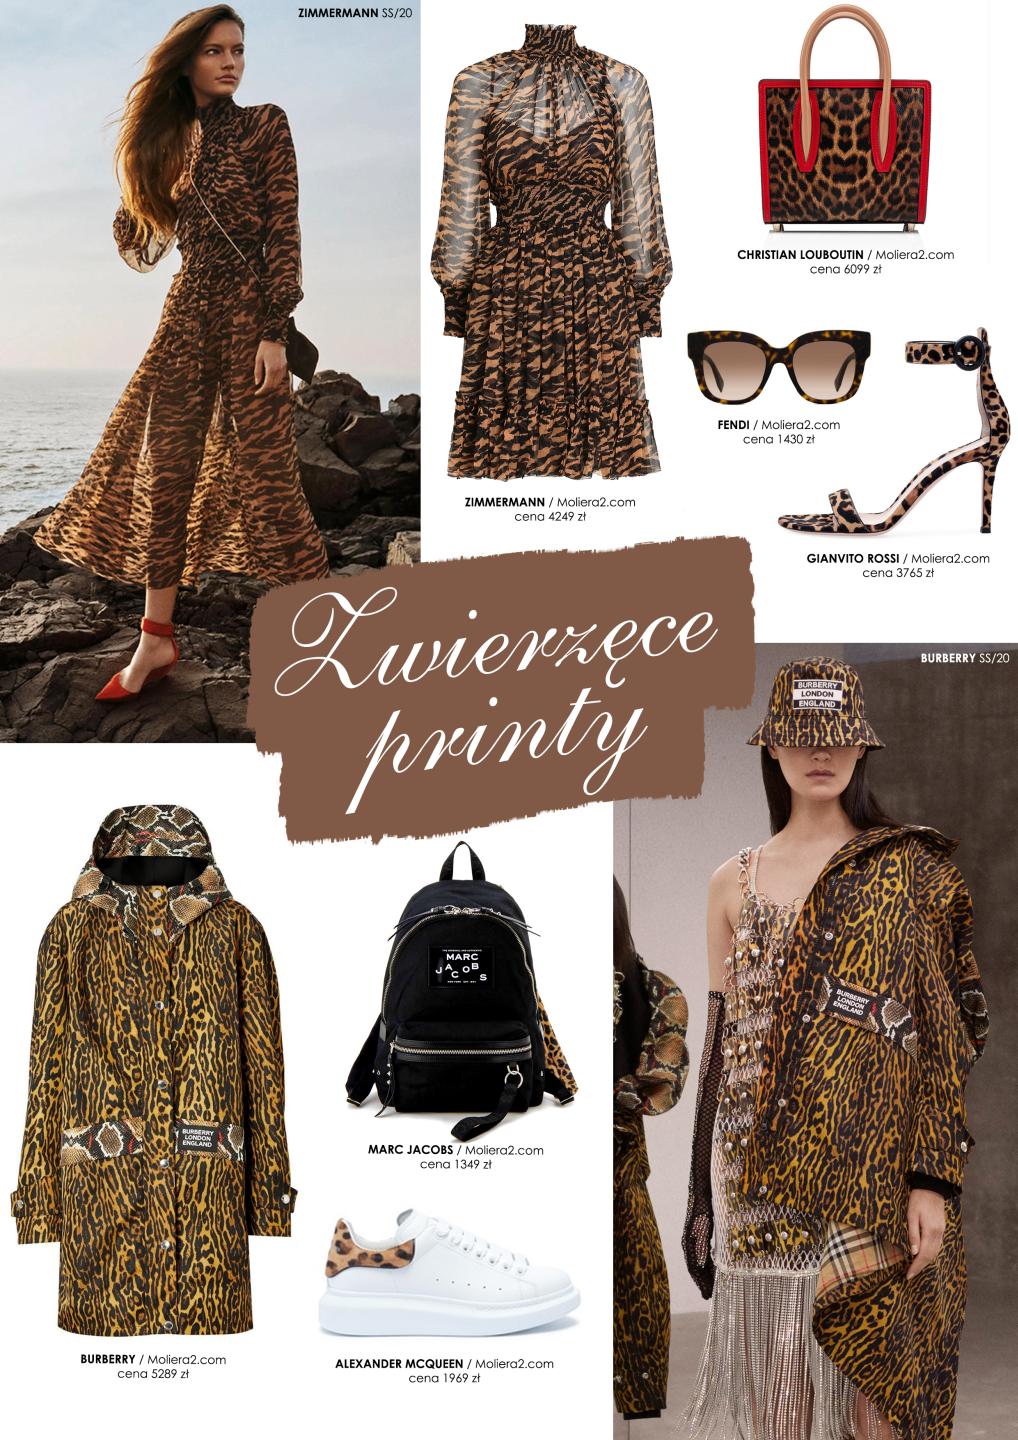 ZIMMERMANN SS/20
CHRISTIAN LOUBOUTIN / Moliera2.com
cena 6099 zł
FENDI / Moliera2.com
cena 1430 zł
ZIMMERMANN / Moliera2.com
cena 4249 zł
GIANVITO ROSSI / Moliera2.com
cena 3765 zł
Zwierzęce
printy
BURBERRY SS/20
BURBERRY
LONDON
ENGLAND
MARC
JACOBS
BURBERRY
LONDON
ENGLAND
BURBERRY
LONDON
ENGLAND
MARC JACOBS / Moliera2.com
cena 1349 zł
BURBERRY / Moliera2.com
cena 5289 zł
ALEXANDER MCQUEEN / Moliera2.com
cena 1969 zł